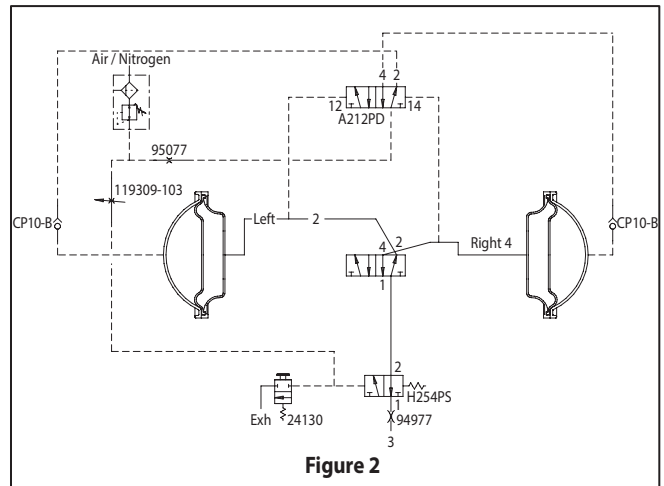 Air / Nitrogen
4 2
12 14
A212PD
95077
119309-103
CP10-B
CP10-B
Left 2
4 2
Right 4
1
2
H254PS
1
Exh 24130
94977
3
Figure 2